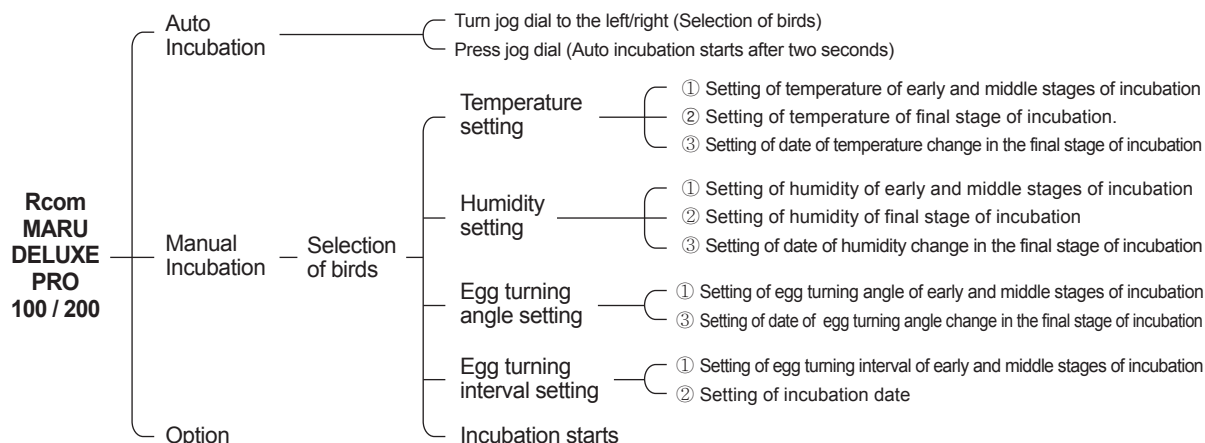 Rcom
MARU
DELUXE
PRO
100 / 200
Auto
Incubation
Turn jog dial to the left/right (Selection of birds)
Press jog dial (Auto incubation starts after two seconds)
Manual
Incubation
Selection
of birds
Temperature
setting
① Setting of temperature of early and middle stages of incubation
② Setting of temperature of final stage of incubation.
③ Setting of date of temperature change in the final stage of incubation
Humidity
setting
① Setting of humidity of early and middle stages of incubation
② Setting of humidity of final stage of incubation
③ Setting of date of humidity change in the final stage of incubation
Egg turning
angle setting
① Setting of egg turning angle of early and middle stages of incubation
③ Setting of date of egg turning angle change in the final stage of incubation
Egg turning
interval setting
① Setting of egg turning interval of early and middle stages of incubation
② Setting of incubation date
Incubation starts
Option